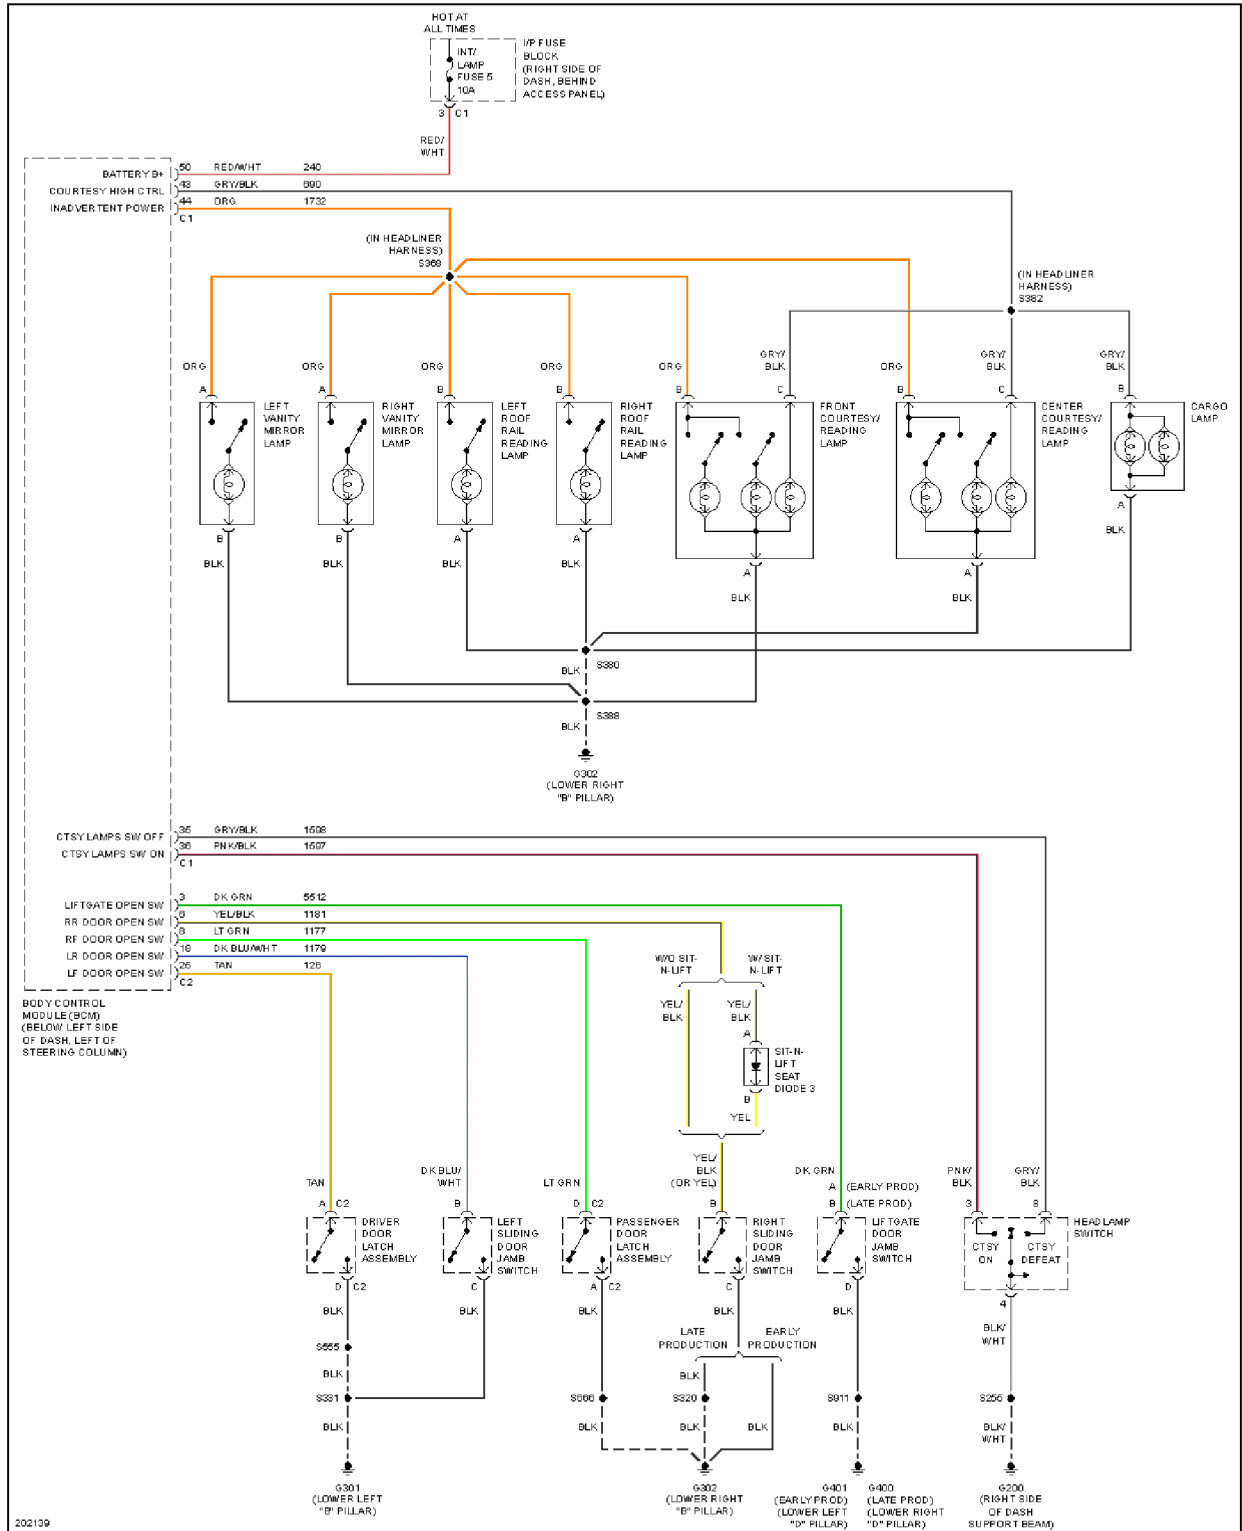 HOT AT
ALL TIMES
INT/
LAMP
FUSE 5
10A
I/P FUSE
BLOCK
(RIGHT SIDE OF
DASH, BEHIND
ACCESS PANEL)
3 C1
RED/
WHT
BATTERY B+ 50 RED/WHT 240
COURTESY HIGH CTRL 43 GRY/BLK 690
INADVERTENT POWER 44 ORG 1732
C1
(IN HEADLINER
HARNESS)
S368
(IN HEADLINER
HARNESS)
S382
ORG ORG ORG ORG ORG GRY/
BLK ORG GRY/
BLK GRY/
BLK
A A B B B C B C B
LEFT
VANITY
MIRROR
LAMP
RIGHT
VANITY
MIRROR
LAMP
LEFT
ROOF
RAIL
READING
LAMP
RIGHT
ROOF
RAIL
READING
LAMP
FRONT
COURTESY/
READING
LAMP
CENTER
COURTESY/
READING
LAMP
CARGO
LAMP
B B A A A A A
BLK BLK BLK BLK BLK BLK BLK
BLK S380
S388
BLK
G302
(LOWER RIGHT
"B" PILLAR)
CTSY LAMPS SW OFF 35 GRY/BLK 1598
CTSY LAMPS SW ON 36 PNK/BLK 1597
C1
LIFTGATE OPEN SW 3 DK GRN 5512
RR DOOR OPEN SW 6 YEL/BLK 1181
RF DOOR OPEN SW 8 LT GRN 1177
LR DOOR OPEN SW 18 DK BLU/WHT 1179
LF DOOR OPEN SW 25 TAN 126
C2
BODY CONTROL
MODULE (BCM)
(BELOW LEFT SIDE
OF DASH, LEFT OF
STEERING COLUMN)
W/O SIT-
N-LIFT
W/ SIT-
N-LIFT
YEL/
BLK
YEL/
BLK
A
SIT-N-
LIFT
SEAT
DIODE 3
B
YEL
TAN
DK BLU/
WHT
LT GRN
YEL/
BLK
(OR YEL)
DK GRN
PNK/
BLK
GRY/
BLK
A (EARLY PROD)
B (LATE PROD)
A C2 B D C2 B 3 8
DRIVER
DOOR
LATCH
ASSEMBLY
LEFT
SLIDING
DOOR
JAMB
SWITCH
PASSENGER
DOOR
LATCH
ASSEMBLY
RIGHT
SLIDING
DOOR
JAMB
SWITCH
LIFTGATE
DOOR
JAMB
SWITCH
CTSY
ON
CTSY
DEFEAT
HEADLAMP
SWITCH
D C2 C A C2 C D 4
BLK BLK BLK BLK BLK BLK/
WHT
LATE
PRODUCTION
EARLY
PRODUCTION
S555
BLK
S331
BLK
S666
BLK
BLK
S320
BLK
BLK
S911
BLK
S255
BLK/
WHT
G301
(LOWER LEFT
"B" PILLAR)
G302
(LOWER RIGHT
"B" PILLAR)
G401
(EARLY PROD)
(LOWER LEFT
"D" PILLAR)
G400
(LATE PROD)
(LOWER RIGHT
"D" PILLAR)
G200
(RIGHT SIDE
OF DASH
SUPPORT BEAM)
202139